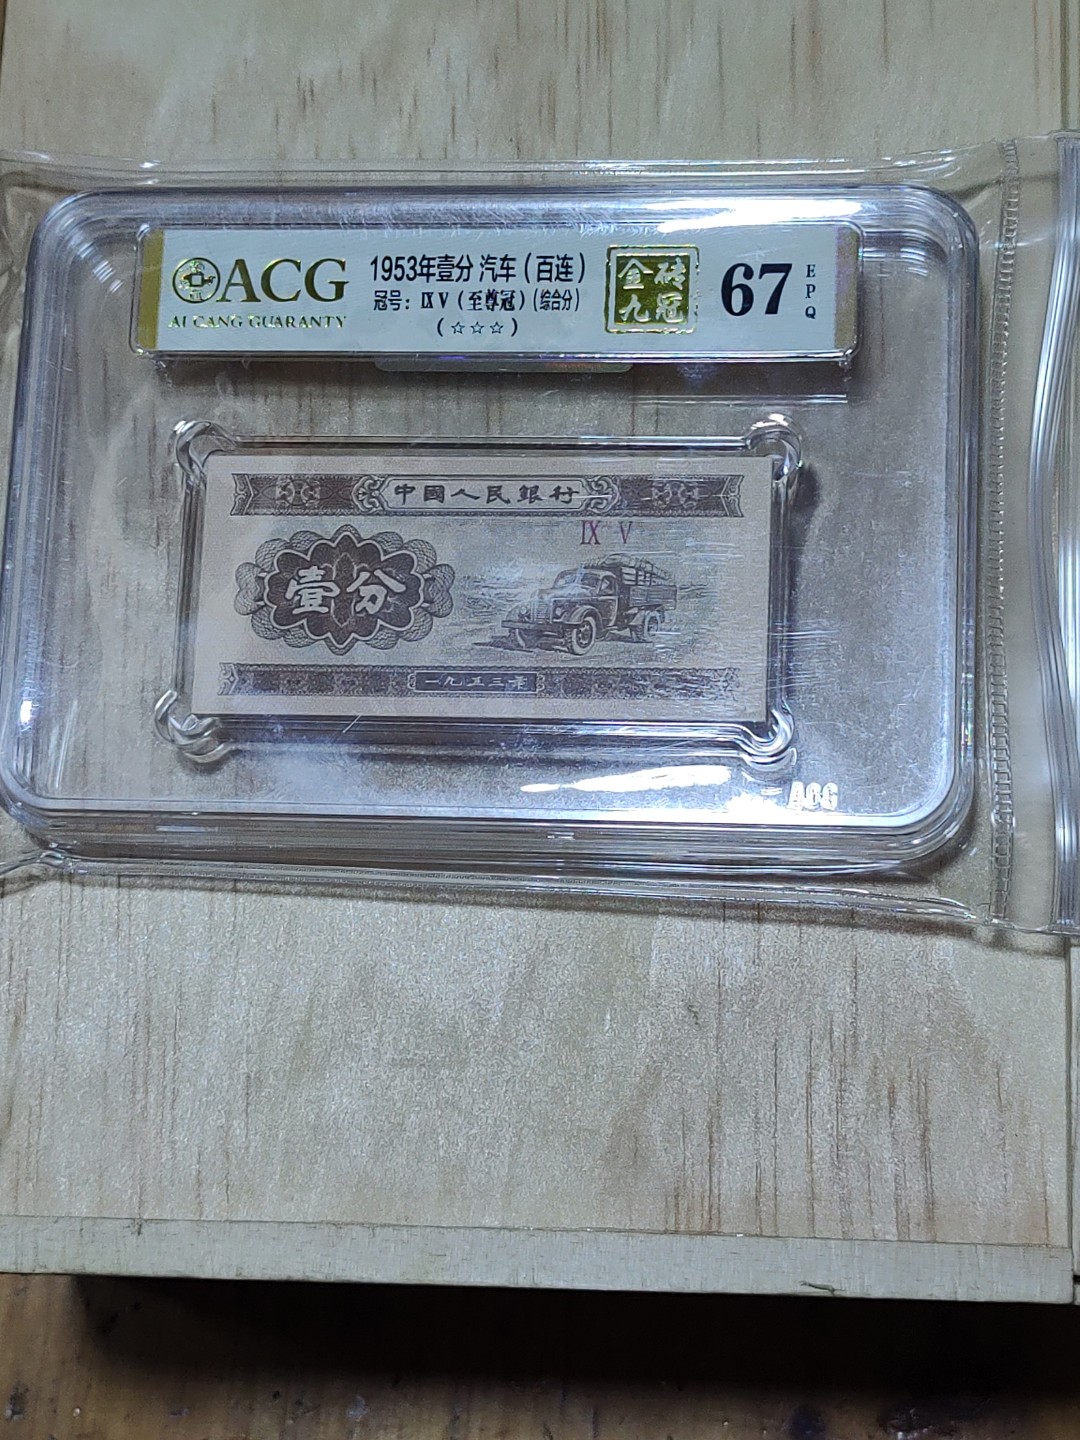 ACG
AI CANG GUARANTY
1953年壹分 汽车（百连）
冠号：ⅨⅤ（至尊冠）(综合分)
（☆☆☆）
金砖
九冠
67
EPQ
中國人民銀行
Ⅸ Ⅴ
壹分
一九五三年
ACG